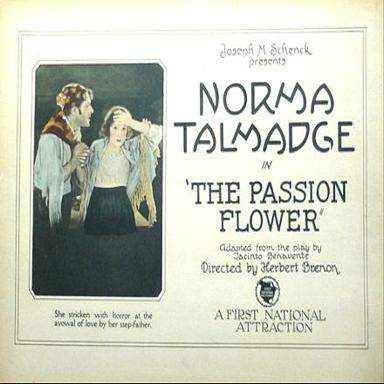 Joseph M. Schenck
presents
NORMA
TALMADGE
IN
'THE PASSION
FLOWER"
Adapted from the play by
Jacinto Benavente
Directed by Herbert Brenon
A FIRST NATIONAL
ATTRACTION
She stricken with horror at the
avowal of love by her step-father.